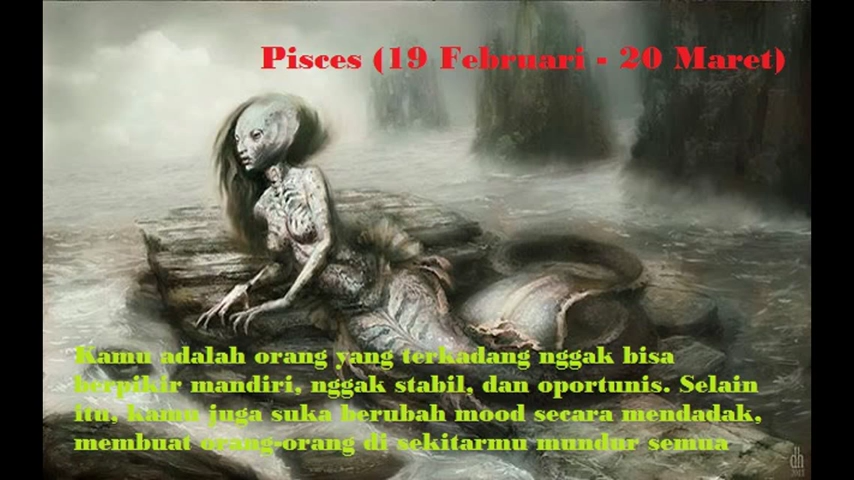 Pisces (19 Februari - 20 Maret)
Kamu adalah orang yang terkadang nggak bisa
berpikir mandiri, nggak stabil, dan oportunis. Selain
itu, kamu juga suka berubah mood secara mendadak,
membuat orang-orang di sekitarmu mundur semua
dh